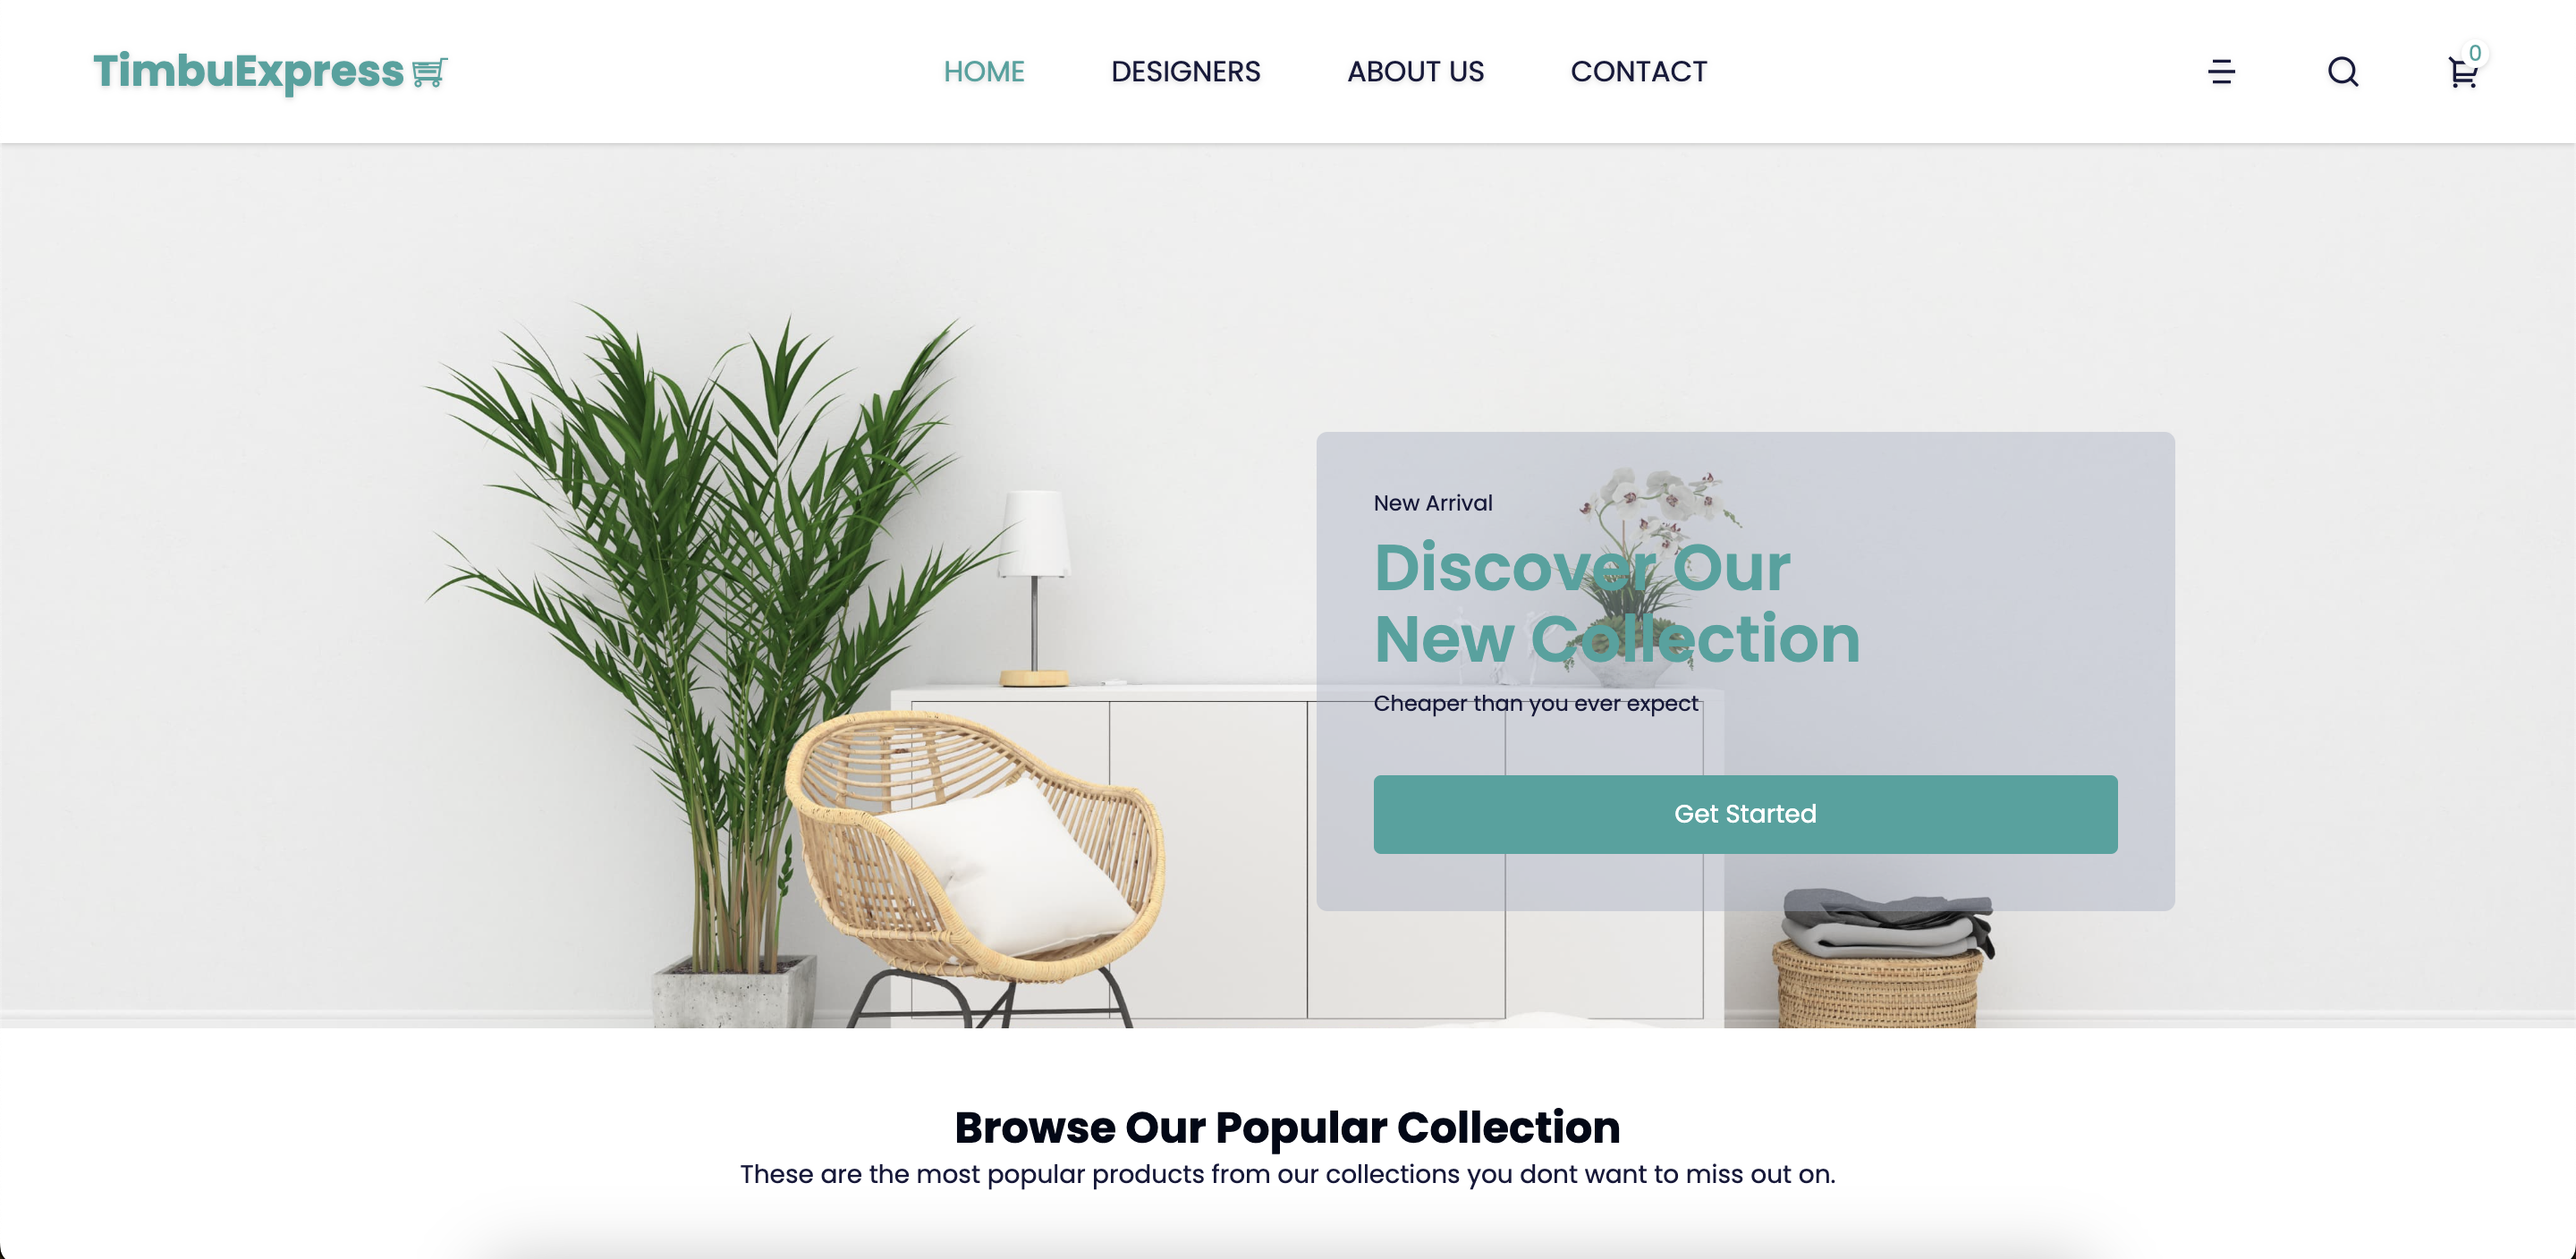 TimbuExpress
HOME DESIGNERS ABOUT US CONTACT
0
New Arrival
Discover Our
New Collection
Cheaper than you ever expect
Get Started
Browse Our Popular Collection
These are the most popular products from our collections you dont want to miss out on.